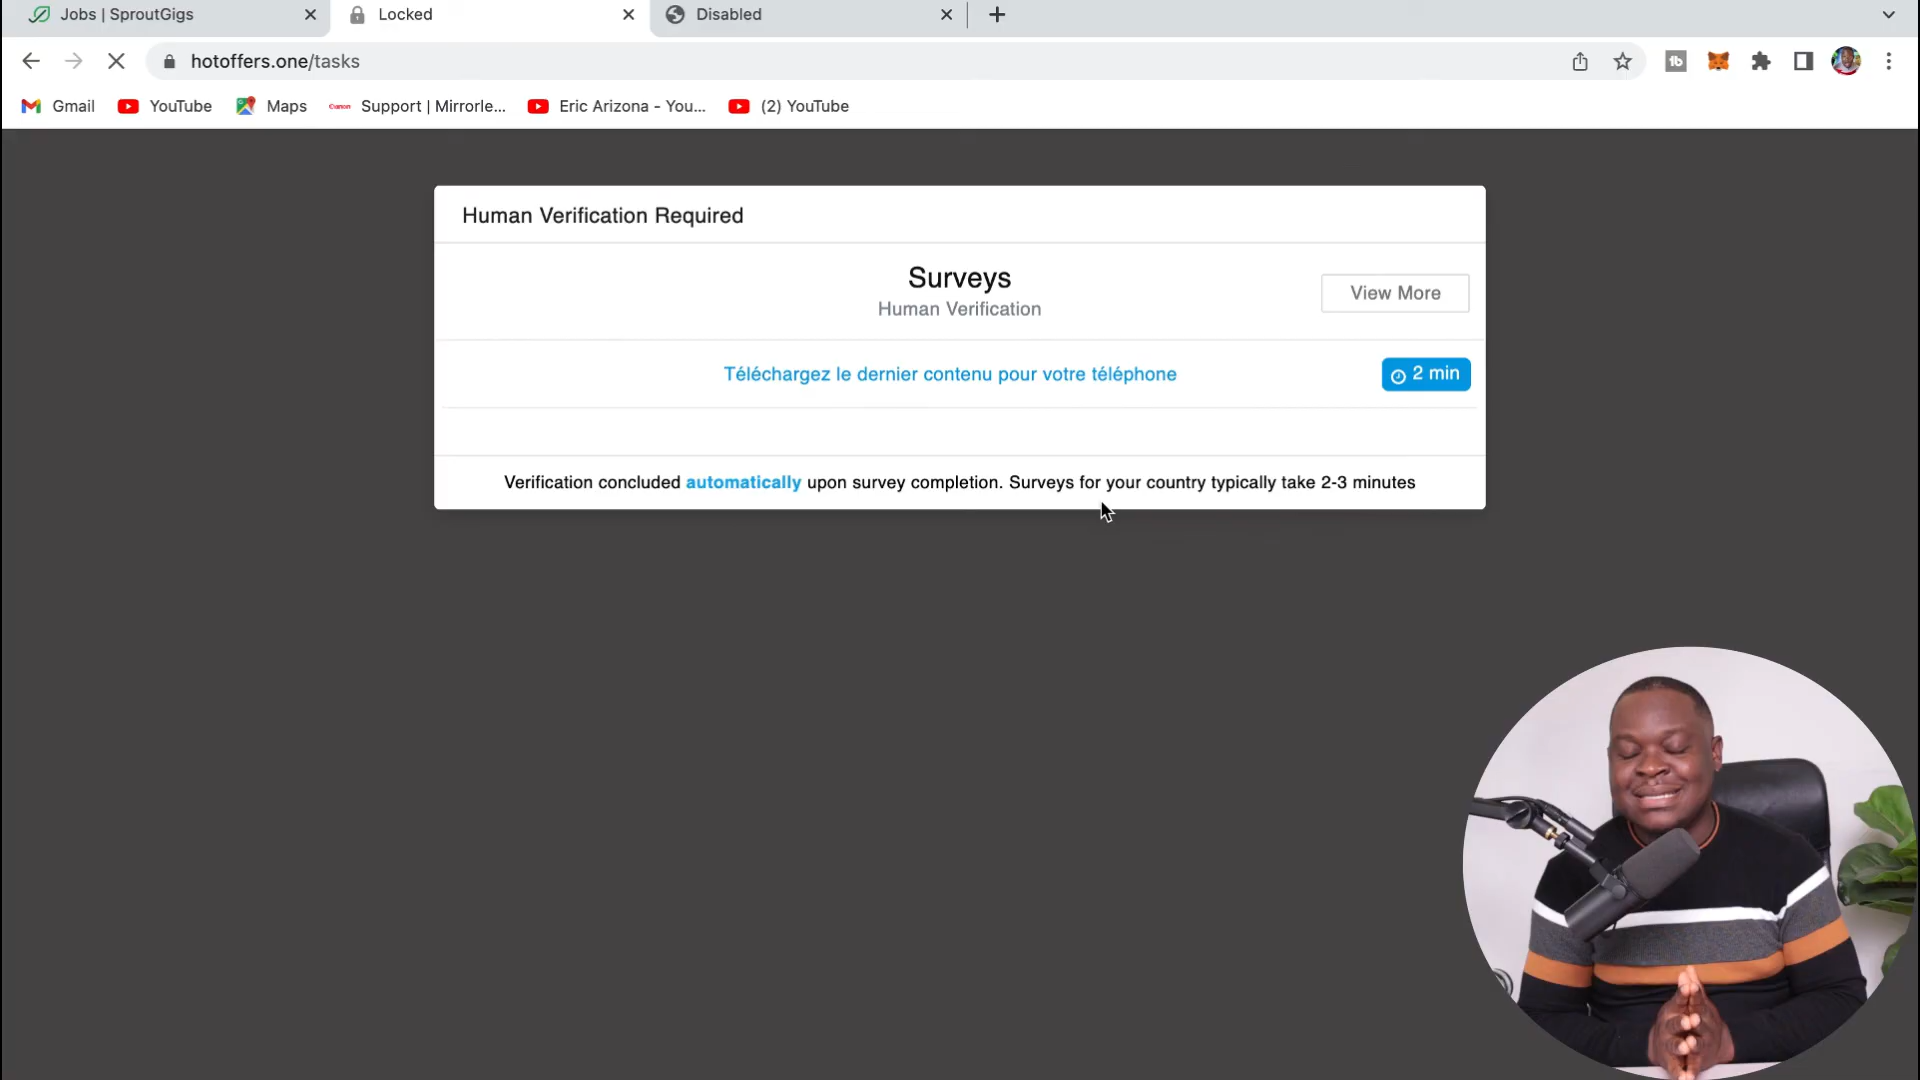 Jobs | SproutGigs
Locked
Disabled
hotoffers.one/tasks
Gmail
YouTube
Maps
Canon Support | Mirrorle...
Eric Arizona - You...
(2) YouTube
Human Verification Required
Surveys
Human Verification
View More
Téléchargez le dernier contenu pour votre téléphone
2 min
Verification concluded automatically upon survey completion. Surveys for your country typically take 2-3 minutes